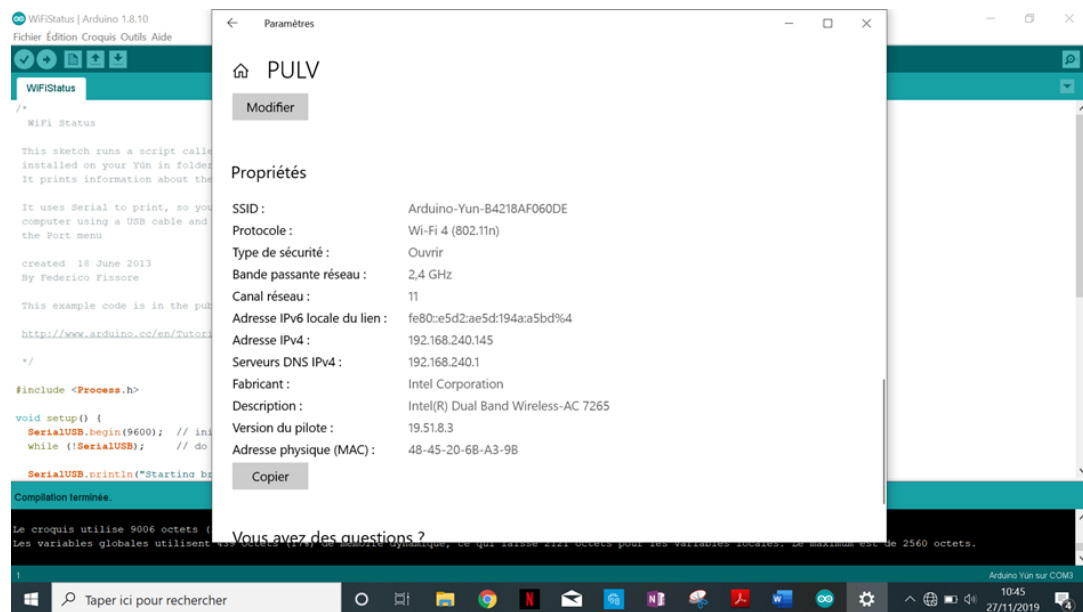 WiFiStatus | Arduino 1.8.10
Fichier Édition Croquis Outils Aide
WiFiStatus
/*
WiFi Status
This sketch runs a script calle
installed on your Yún in folder
It prints information about the
It uses Serial to print, so you
computer using a USB cable and
the Port menu
created 18 June 2013
By Federico Fissore
This example code is in the pub
http://www.arduino.cc/en/Tutori
*/
#include <Process.h>
void setup() {
SerialUSB.begin(9600); // ini
while (!SerialUSB); // do
SerialUSB.println("Starting br
Compilation terminée.
Le croquis utilise 9006 octets (
Les variables globales utilisent 439 octets (17%) de mémoire dynamique, ce qui laisse 2121 octets pour les variables locales. Le maximum est de 2560 octets.
1
Arduino Yún sur COM3
Paramètres
PULV
Modifier
Propriétés
SSID : Arduino-Yun-B4218AF060DE
Protocole : Wi-Fi 4 (802.11n)
Type de sécurité : Ouvrir
Bande passante réseau : 2,4 GHz
Canal réseau : 11
Adresse IPv6 locale du lien : fe80::e5d2:ae5d:194a:a5bd%4
Adresse IPv4 : 192.168.240.145
Serveurs DNS IPv4 : 192.168.240.1
Fabricant : Intel Corporation
Description : Intel(R) Dual Band Wireless-AC 7265
Version du pilote : 19.51.8.3
Adresse physique (MAC) : 48-45-20-6B-A3-9B
Copier
Vous avez des questions ?
Taper ici pour rechercher
10:45
27/11/2019